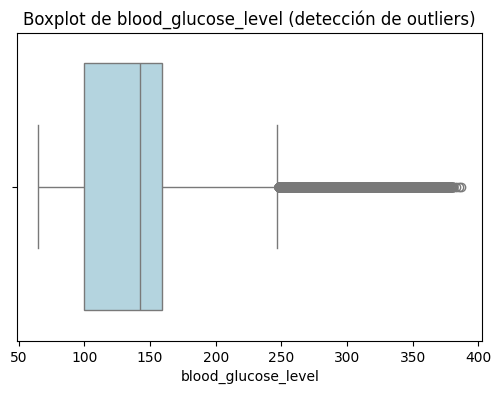 Boxplot de blood_glucose_level (detección de outliers)
50 100 150 200 250 300 350 400
blood_glucose_level